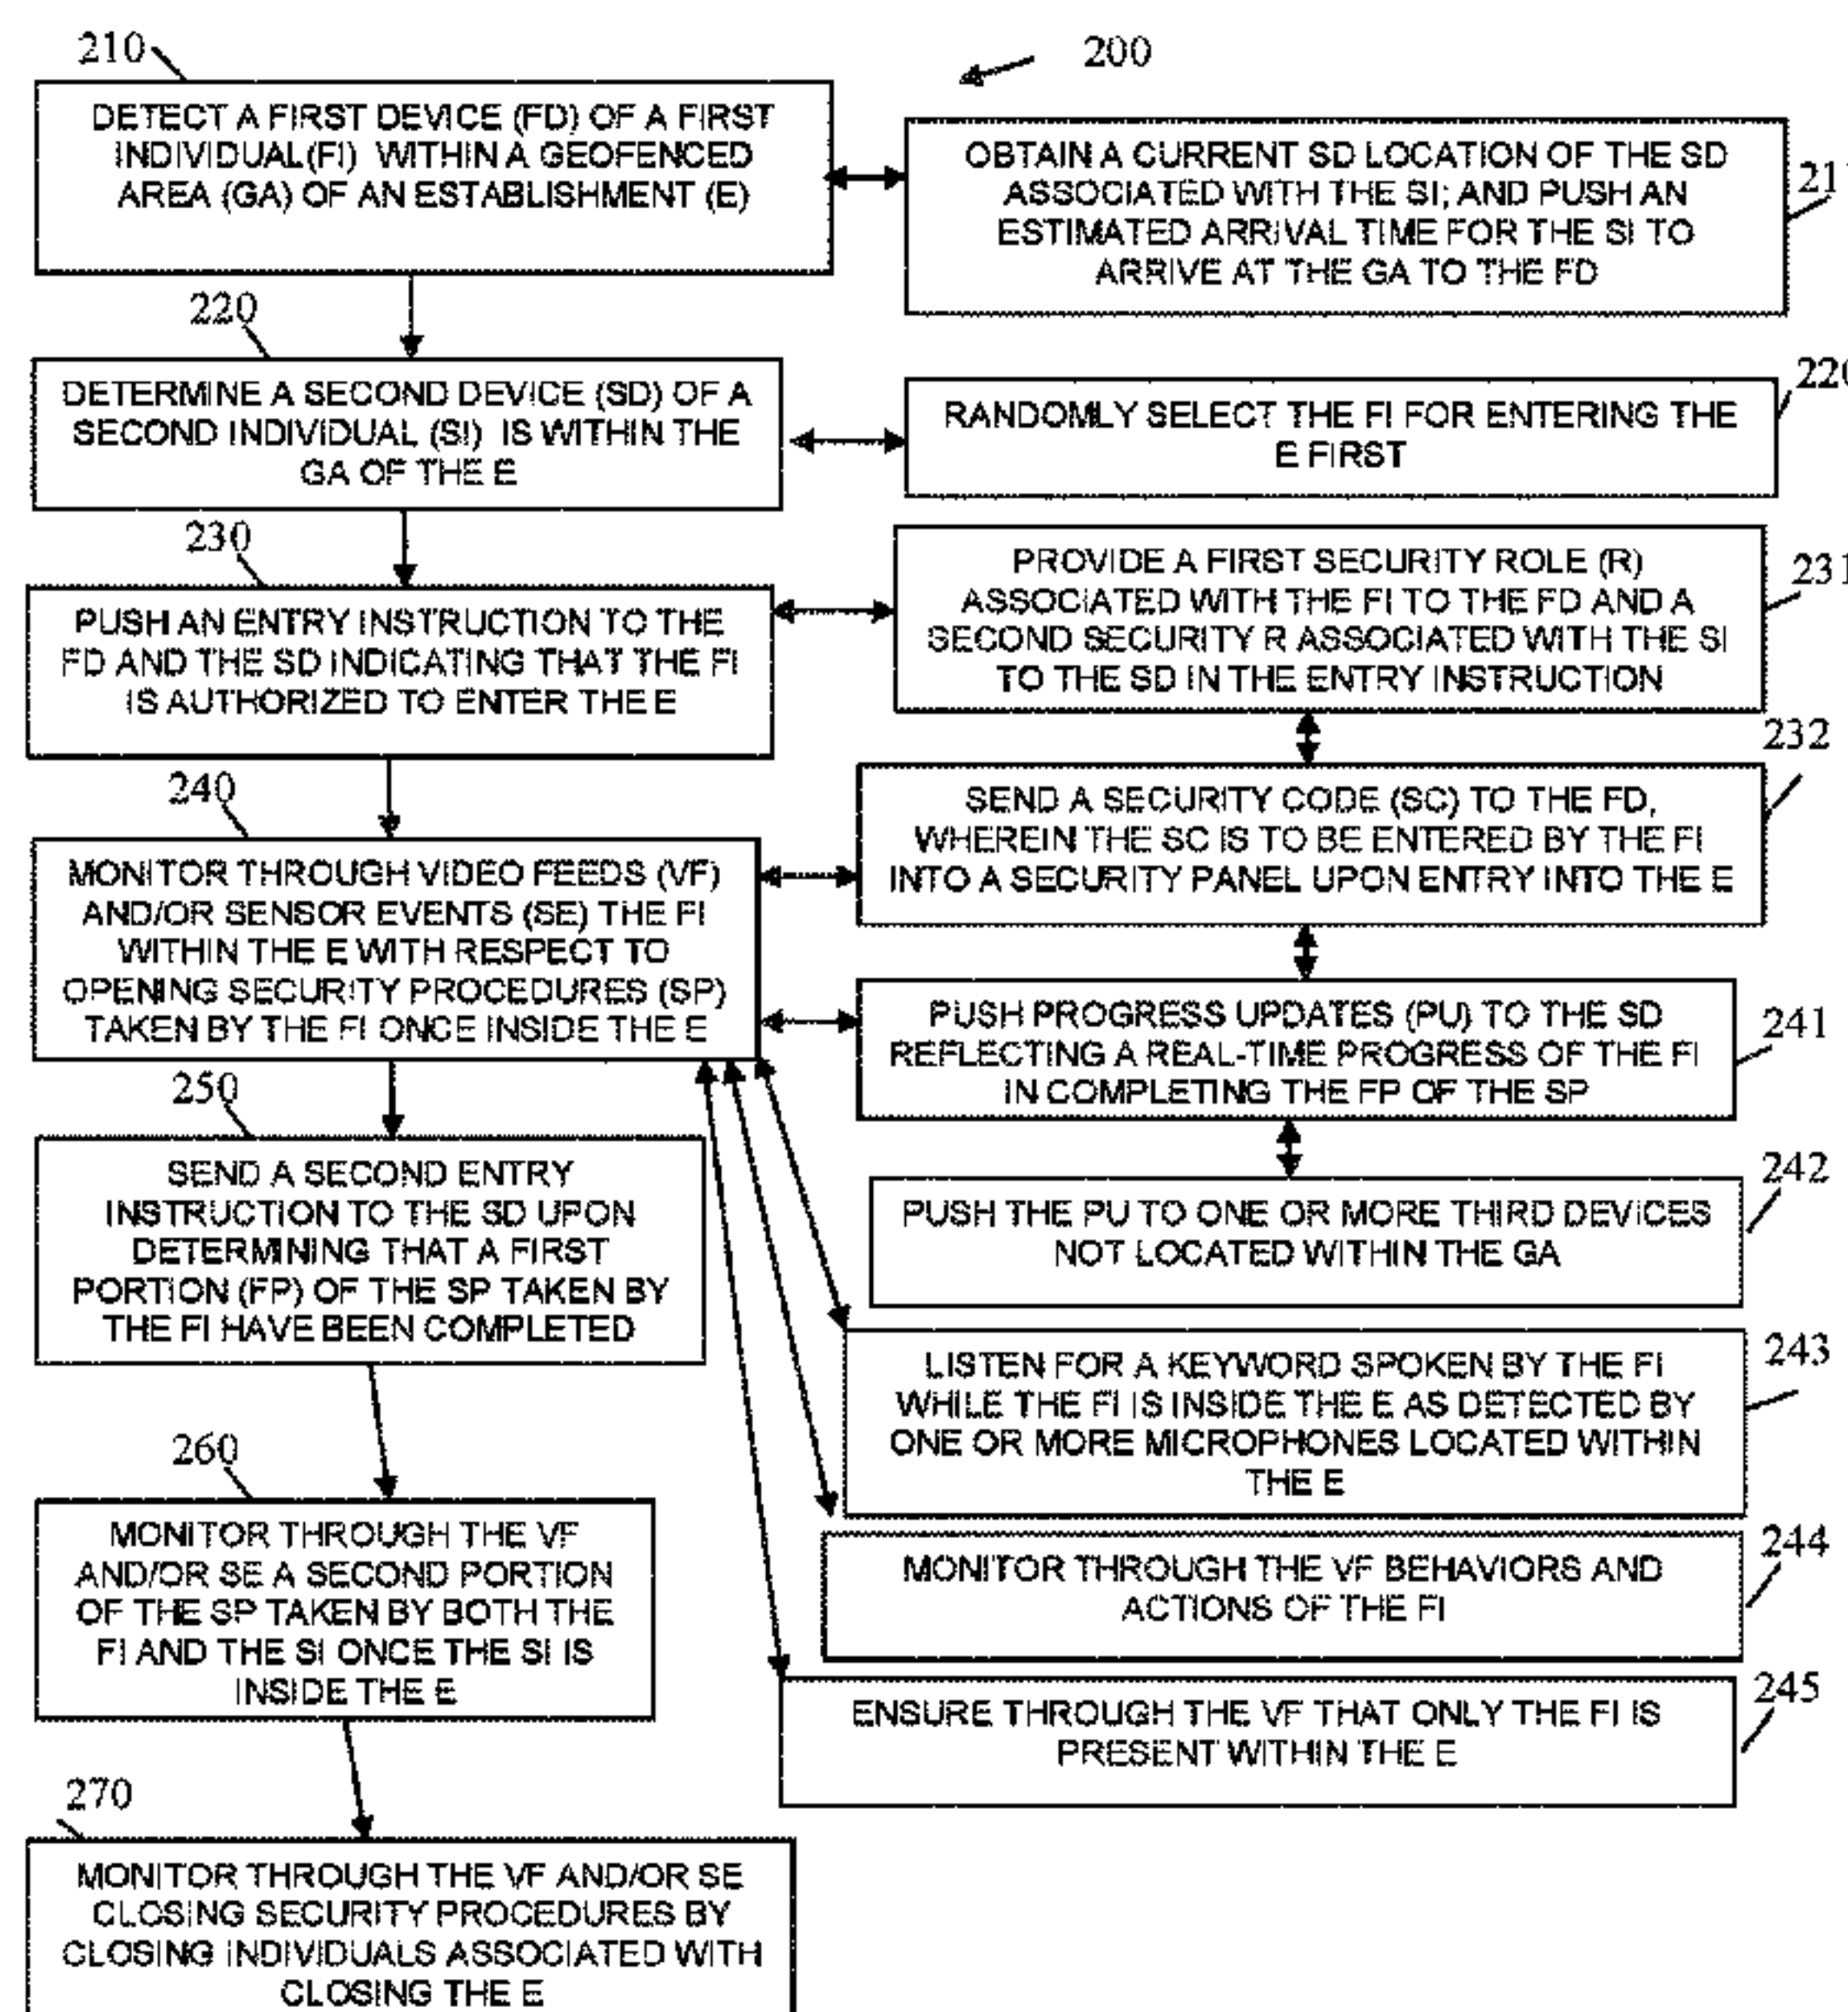 210
200
DETECT A FIRST DEVICE (FD) OF A FIRST
INDIVIDUAL(FI) WITHIN A GEOFENCED
AREA (GA) OF AN ESTABLISHMENT (E)
OBTAIN A CURRENT SD LOCATION OF THE SD
ASSOCIATED WITH THE SI; AND PUSH AN
ESTIMATED ARRIVAL TIME FOR THE SI TO
ARRIVE AT THE GA TO THE FD
21
220
DETERMINE A SECOND DEVICE (SD) OF A
SECOND INDIVIDUAL (SI) IS WITHIN THE
GA OF THE E
RANDOMLY SELECT THE FI FOR ENTERING THE
E FIRST
220
230
PUSH AN ENTRY INSTRUCTION TO THE
FD AND THE SD INDICATING THAT THE FI
IS AUTHORIZED TO ENTER THE E
PROVIDE A FIRST SECURITY ROLE (R)
ASSOCIATED WITH THE FI TO THE FD AND A
SECOND SECURITY R ASSOCIATED WITH THE SI
TO THE SD IN THE ENTRY INSTRUCTION
231
232
SEND A SECURITY CODE (SC) TO THE FD,
WHEREIN THE SC IS TO BE ENTERED BY THE FI
INTO A SECURITY PANEL UPON ENTRY INTO THE E
240
MONITOR THROUGH VIDEO FEEDS (VF)
AND/OR SENSOR EVENTS (SE) THE FI
WITHIN THE E WITH RESPECT TO
OPENING SECURITY PROCEDURES (SP)
TAKEN BY THE FI ONCE INSIDE THE E
PUSH PROGRESS UPDATES (PU) TO THE SD
REFLECTING A REAL-TIME PROGRESS OF THE FI
IN COMPLETING THE FP OF THE SP
241
250
SEND A SECOND ENTRY
INSTRUCTION TO THE SD UPON
DETERMINING THAT A FIRST
PORTION (FP) OF THE SP TAKEN BY
THE FI HAVE BEEN COMPLETED
242
PUSH THE PU TO ONE OR MORE THIRD DEVICES
NOT LOCATED WITHIN THE GA
243
LISTEN FOR A KEYWORD SPOKEN BY THE FI
WHILE THE FI IS INSIDE THE E AS DETECTED BY
ONE OR MORE MICROPHONES LOCATED WITHIN
THE E
260
MONITOR THROUGH THE VF
AND/OR SE A SECOND PORTION
OF THE SP TAKEN BY BOTH THE
FI AND THE SI ONCE THE SI IS
INSIDE THE E
244
MONITOR THROUGH THE VF BEHAVIORS AND
ACTIONS OF THE FI
245
ENSURE THROUGH THE VF THAT ONLY THE FI IS
PRESENT WITHIN THE E
270
MONITOR THROUGH THE VF AND/OR SE
CLOSING SECURITY PROCEDURES BY
CLOSING INDIVIDUALS ASSOCIATED WITH
CLOSING THE E